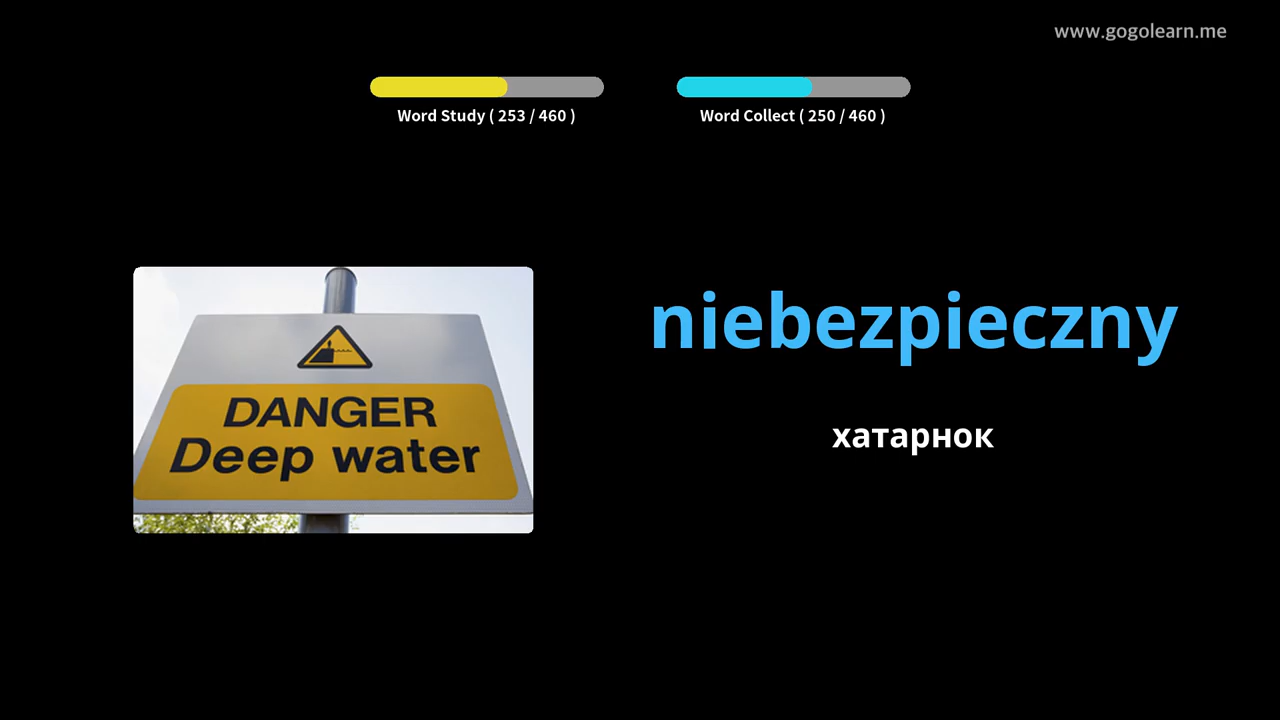 www.gogolearn.me
Word Study ( 253 / 460 )
Word Collect ( 250 / 460 )
DANGER
Deep water
niebezpieczny
хатарнок